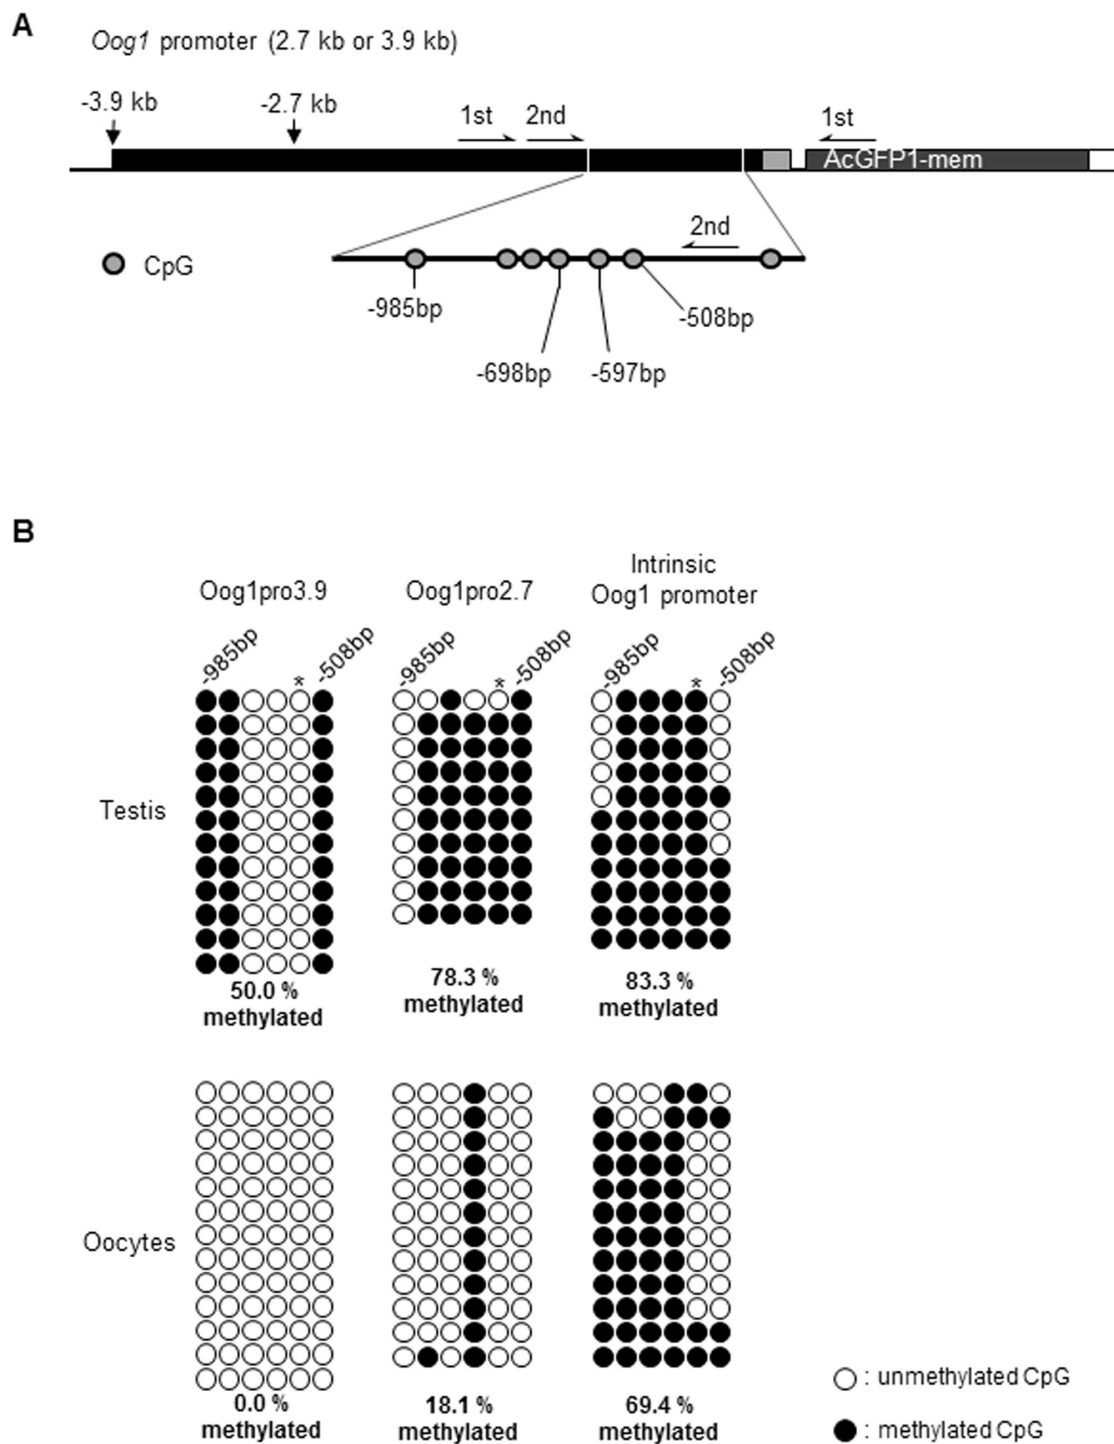 A
Oog1 promoter (2.7 kb or 3.9 kb)
-3.9 kb
-2.7 kb
1st
2nd
1st
AcGFP1-mem
2nd
CpG
-985bp
-508bp
-698bp
-597bp
B
Oog1pro3.9
Oog1pro2.7
Intrinsic
Oog1 promoter
-985bp
*
-508bp
-985bp
*
-508bp
-985bp
*
-508bp
Testis
50.0 %
methylated
78.3 %
methylated
83.3 %
methylated
Oocytes
0.0 %
methylated
18.1 %
methylated
69.4 %
methylated
: unmethylated CpG
: methylated CpG